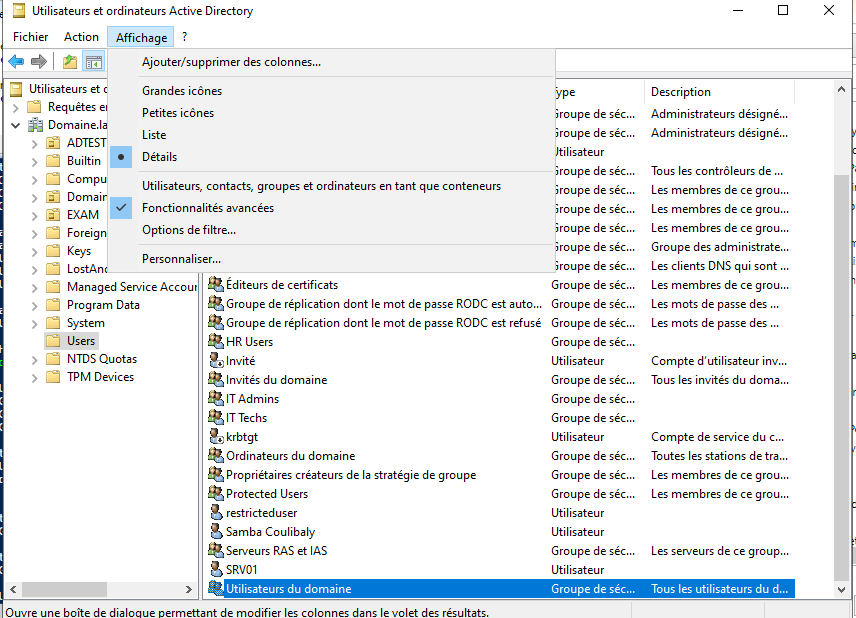 Utilisateurs et ordinateurs Active Directory
Fichier Action Affichage ?
Ajouter/supprimer des colonnes...
Grandes icônes
Petites icônes
Liste
Détails
Utilisateurs, contacts, groupes et ordinateurs en tant que conteneurs
Fonctionnalités avancées
Options de filtre...
Personnaliser...
Utilisateurs et o
Requêtes en
Domaine.la
ADTEST
Builtin
Compu
Domain
EXAM
Foreign
Keys
LostAnd
Managed Service Accour
Program Data
System
Users
NTDS Quotas
TPM Devices
ype Description
Groupe de séc... Administrateurs désigné...
Groupe de séc... Administrateurs désigné...
Utilisateur
Groupe de séc... Tous les contrôleurs de ...
Groupe de séc... Les membres de ce grou...
Groupe de séc... Les membres de ce grou...
Groupe de séc... Les membres de ce grou...
Groupe de séc... Groupe des administrate...
Groupe de séc... Les clients DNS qui sont ...
Éditeurs de certificats Groupe de séc... Les membres de ce grou...
Groupe de réplication dont le mot de passe RODC est auto... Groupe de séc... Les mots de passe des ...
Groupe de réplication dont le mot de passe RODC est refusé Groupe de séc... Les mots de passe des ...
HR Users Groupe de séc...
Invité Utilisateur Compte d'utilisateur inv...
Invités du domaine Groupe de séc... Tous les invités du doma...
IT Admins Groupe de séc...
IT Techs Groupe de séc...
krbtgt Utilisateur Compte de service du c...
Ordinateurs du domaine Groupe de séc... Toutes les stations de tra...
Propriétaires créateurs de la stratégie de groupe Groupe de séc... Les membres de ce grou...
Protected Users Groupe de séc... Les membres de ce grou...
restricteduser Utilisateur
Samba Coulibaly Utilisateur
Serveurs RAS et IAS Groupe de séc... Les serveurs de ce group...
SRV01 Utilisateur
Utilisateurs du domaine Groupe de séc... Tous les utilisateurs du d...
Ouvre une boîte de dialogue permettant de modifier les colonnes dans le volet des résultats.